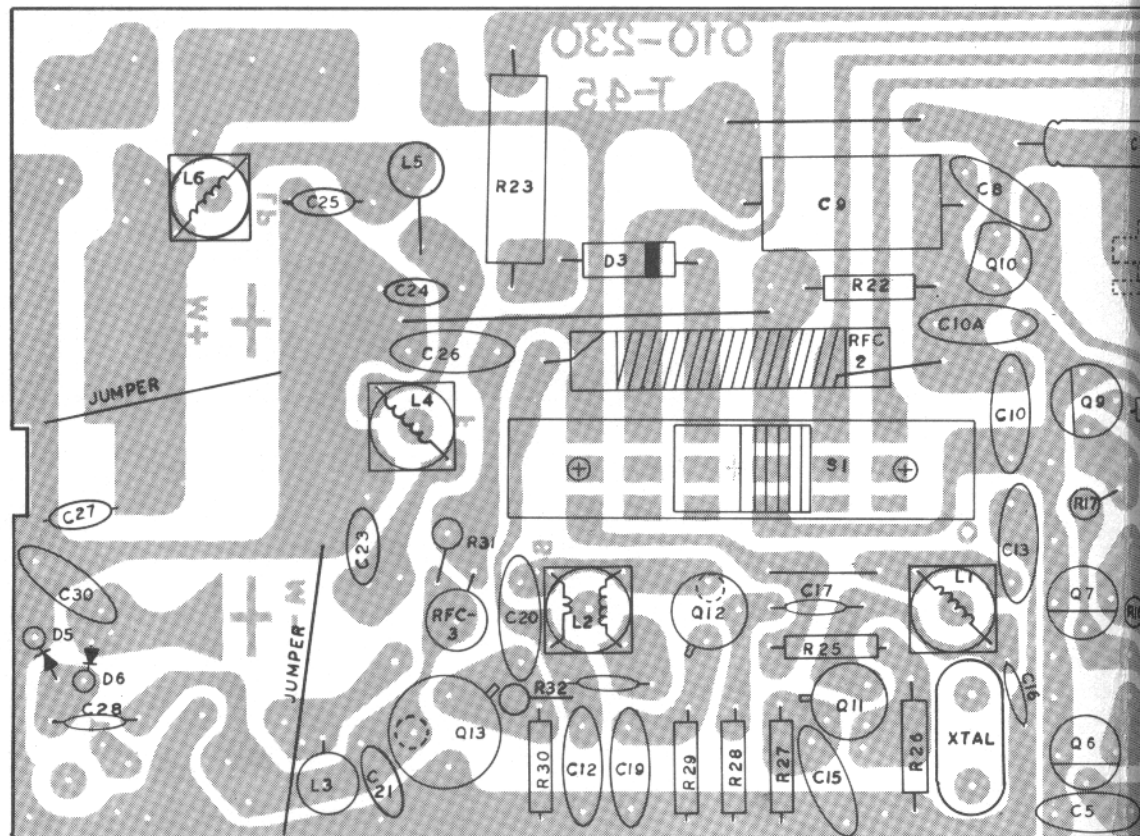 010-230
T-45
L6
L5
R23
C9
C8
C
C25
Lp
D3
Q10
C24
R22
C10A
M+
C26
RFC
2
JUMPER
L4
C10
Q9
S1
C27
R17
C23
R31
C13
C
B
C30
L1
RFC-
3
C20
L2
Q12
C17
Q7
M-
D5
R25
D6
JUMPER
R32
C16
C28
Q13
Q11
R26
XTAL
Q6
L3
C21
R30
C12
C19
R29
R28
R27
C15
C5